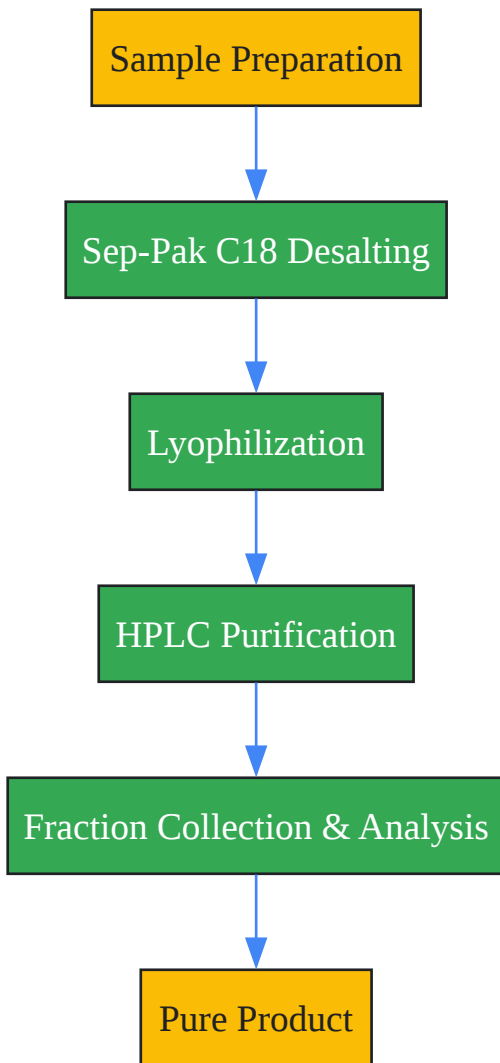 Sample Preparation
Sep-Pak C18 Desalting
Lyophilization
HPLC Purification
Fraction Collection & Analysis
Pure Product